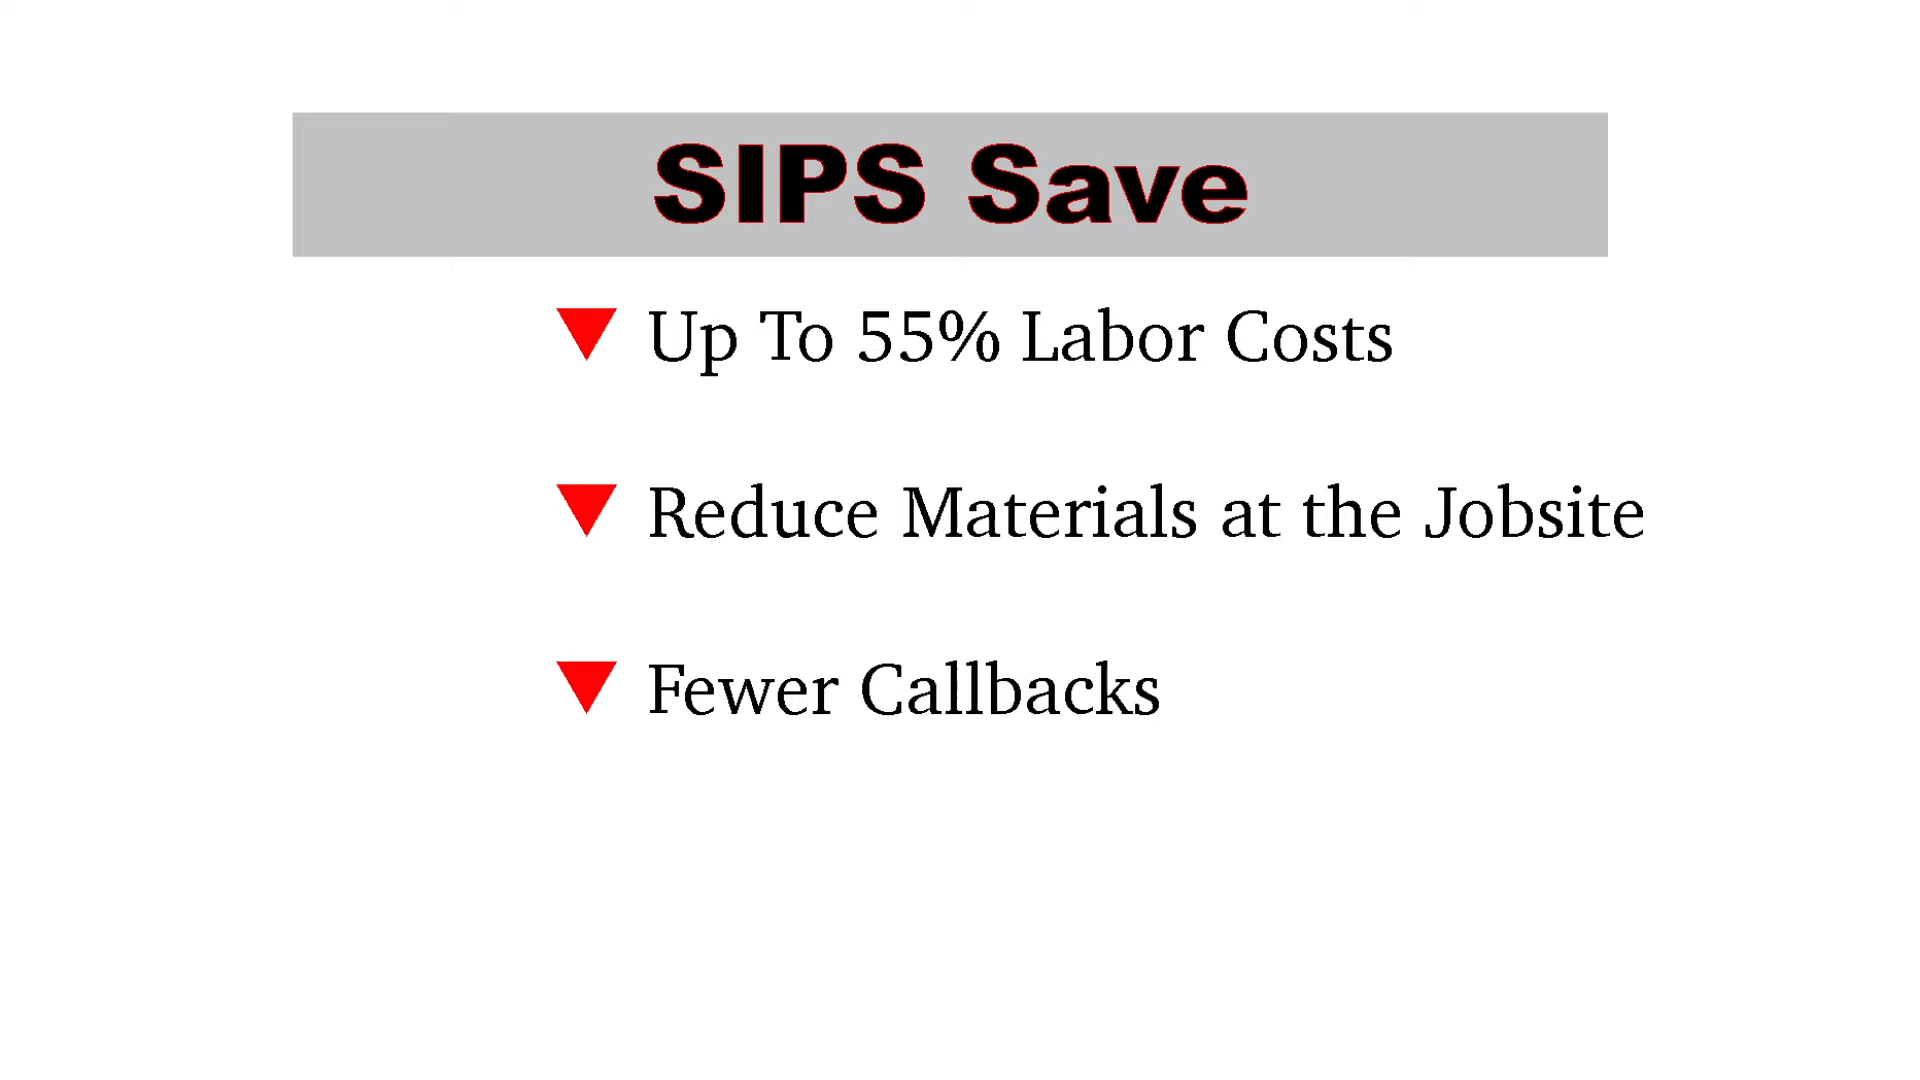 SIPS Save
Up To 55% Labor Costs
Reduce Materials at the Jobsite
Fewer Callbacks